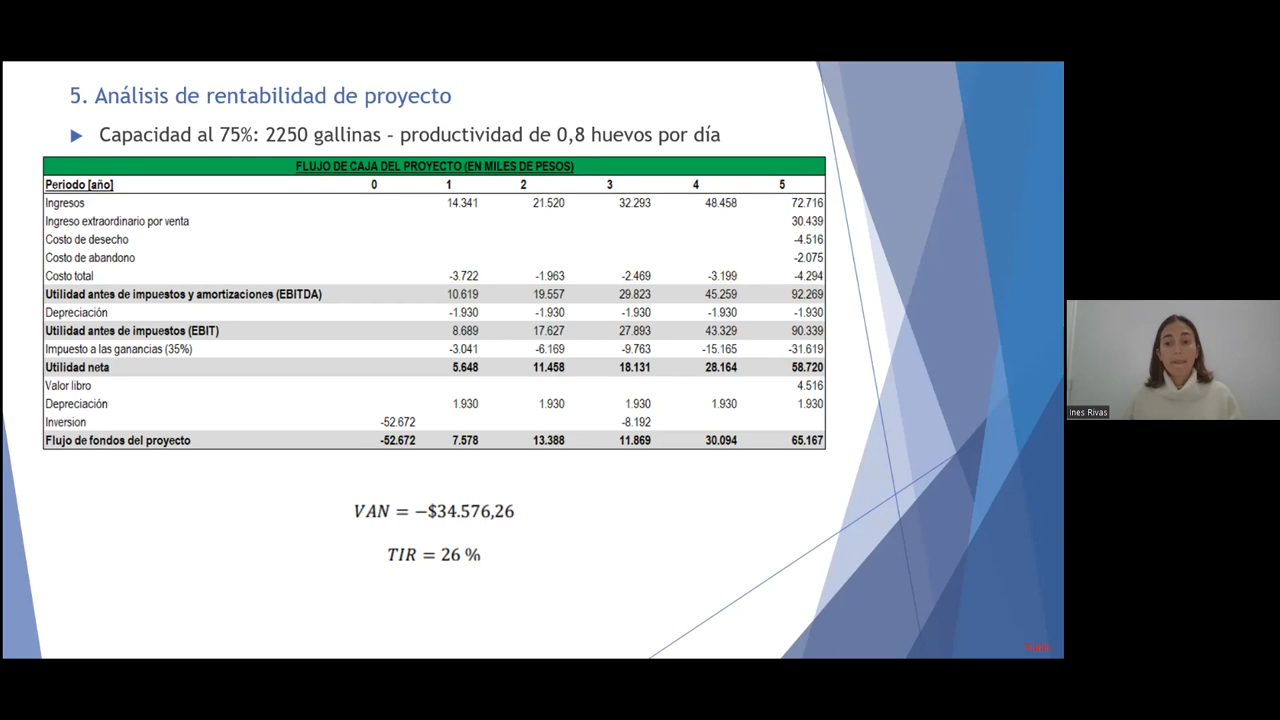 5. Análisis de rentabilidad de proyecto
Capacidad al 75%: 2250 gallinas – productividad de 0,8 huevos por día
FLUJO DE CAJA DEL PROYECTO (EN MILES DE PESOS)
Periodo [año] 0 1 2 3 4 5
Ingresos 14.341 21.520 32.293 48.458 72.716
Ingreso extraordinario por venta 30.439
Costo de desecho -4.516
Costo de abandono -2.075
Costo total -3.722 -1.963 -2.469 -3.199 -4.294
Utilidad antes de impuestos y amortizaciones (EBITDA) 10.619 19.557 29.823 45.259 92.269
Depreciación -1.930 -1.930 -1.930 -1.930 -1.930
Utilidad antes de impuestos (EBIT) 8.689 17.627 27.893 43.329 90.339
Impuesto a las ganancias (35%) -3.041 -6.169 -9.763 -15.165 -31.619
Utilidad neta 5.648 11.458 18.131 28.164 58.720
Valor libro 4.516
Depreciación 1.930 1.930 1.930 1.930 1.930
Inversion -52.672 -8.192
Flujo de fondos del proyecto -52.672 7.578 13.388 11.869 30.094 65.167
VAN = −$34.576,26
TIR = 26 %
Ines Rivas